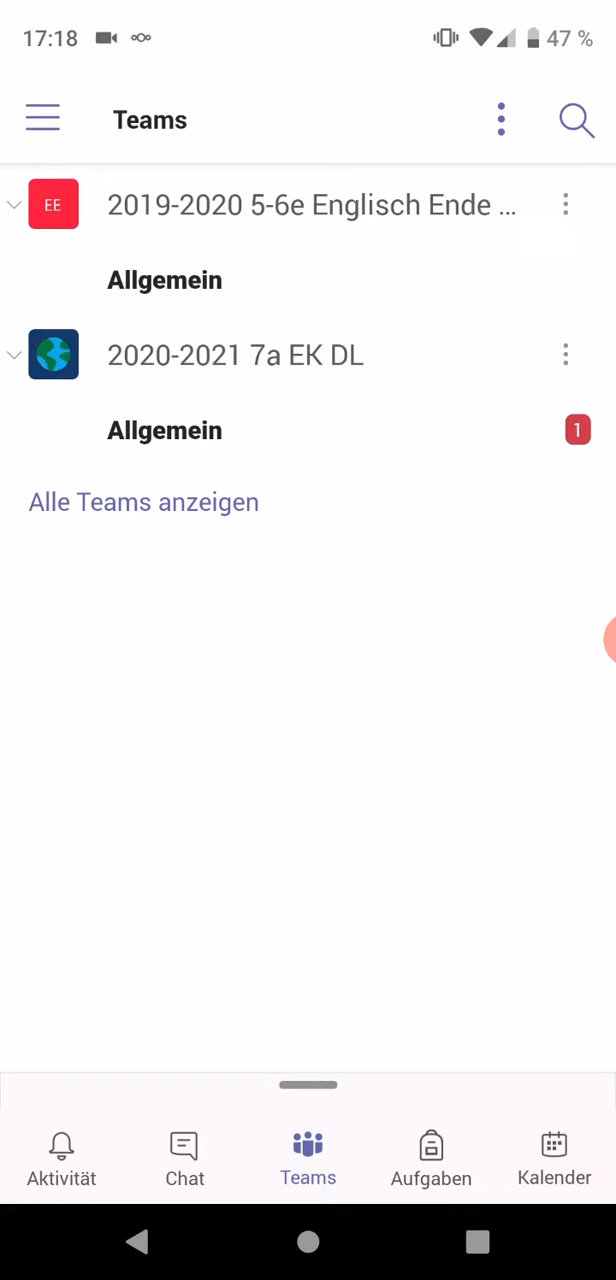 17:18
47 %
Teams
EE
2019-2020 5-6e Englisch Ende ...
Allgemein
2020-2021 7a EK DL
Allgemein
1
Alle Teams anzeigen
Aktivität
Chat
Teams
Aufgaben
Kalender